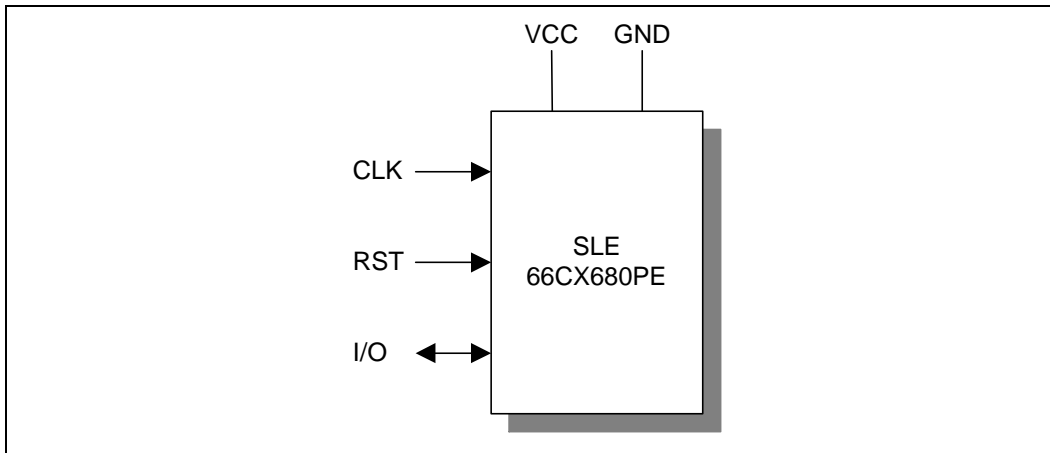 VCC GND
CLK
RST
I/O
SLE
66CX680PE